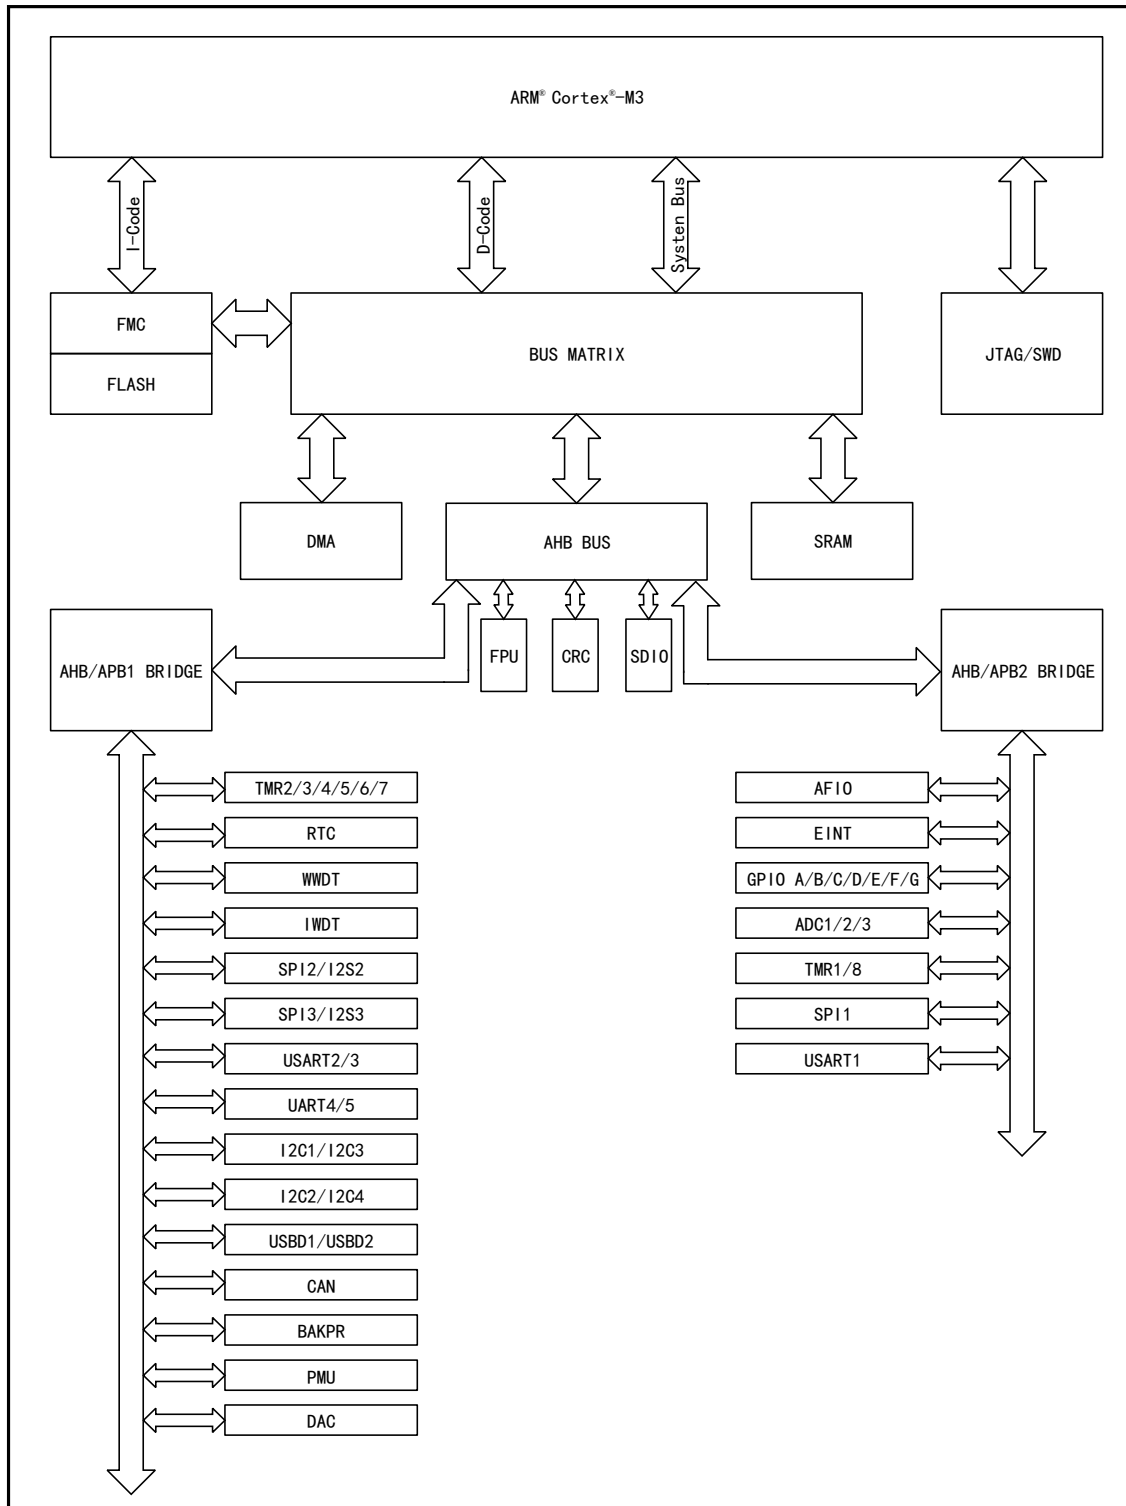 ARM® Cortex®-M3
I-Code
D-Code
Systen Bus
FMC
FLASH
BUS MATRIX
JTAG/SWD
DMA
AHB BUS
SRAM
AHB/APB1 BRIDGE
FPU
CRC
SDIO
AHB/APB2 BRIDGE
TMR2/3/4/5/6/7
RTC
WWDT
IWDT
SPI2/I2S2
SPI3/I2S3
USART2/3
UART4/5
I2C1/I2C3
I2C2/I2C4
USBD1/USBD2
CAN
BAKPR
PMU
DAC
AFIO
EINT
GPIO A/B/C/D/E/F/G
ADC1/2/3
TMR1/8
SPI1
USART1